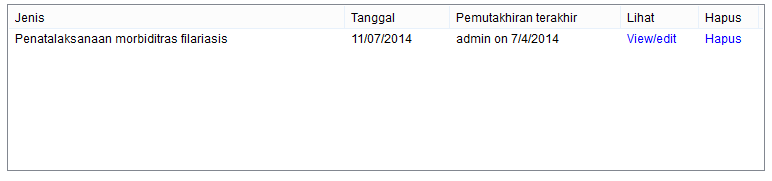 Jenis Tanggal Pemutakhiran terakhir Lihat Hapus
Penatalaksanaan morbiditras filariasis 11/07/2014 admin on 7/4/2014 View/edit Hapus